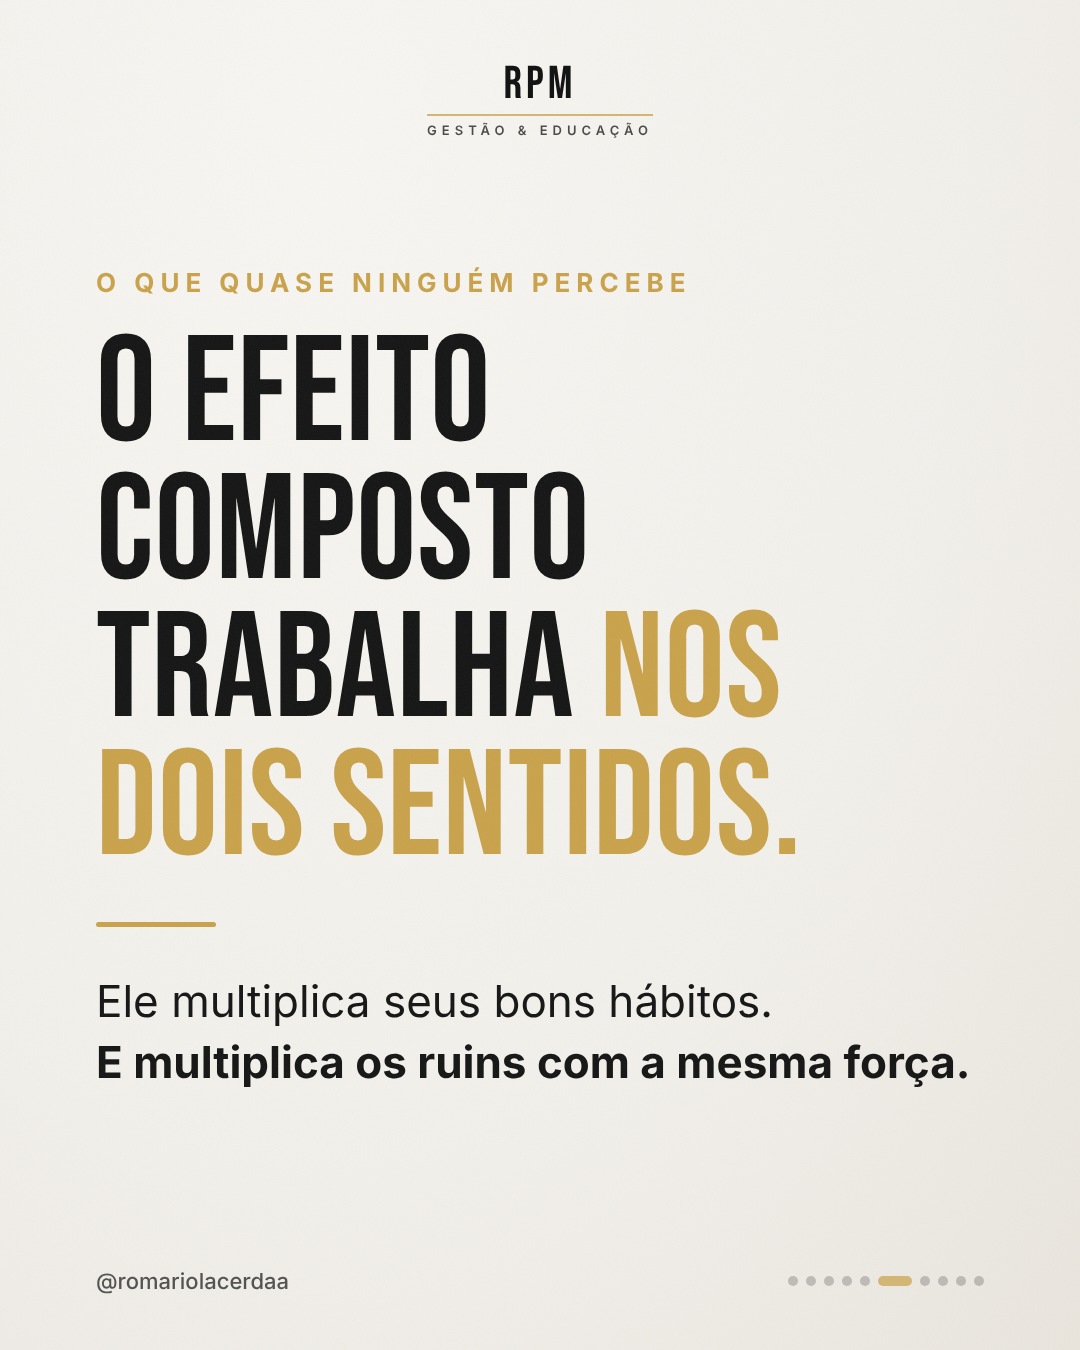 RPM
GESTÃO & EDUCAÇÃO
O QUE QUASE NINGUÉM PERCEBE
O EFEITO
COMPOSTO
TRABALHA NOS
DOIS SENTIDOS.
Ele multiplica seus bons hábitos.
E multiplica os ruins com a mesma força.
@romariolacerdaa